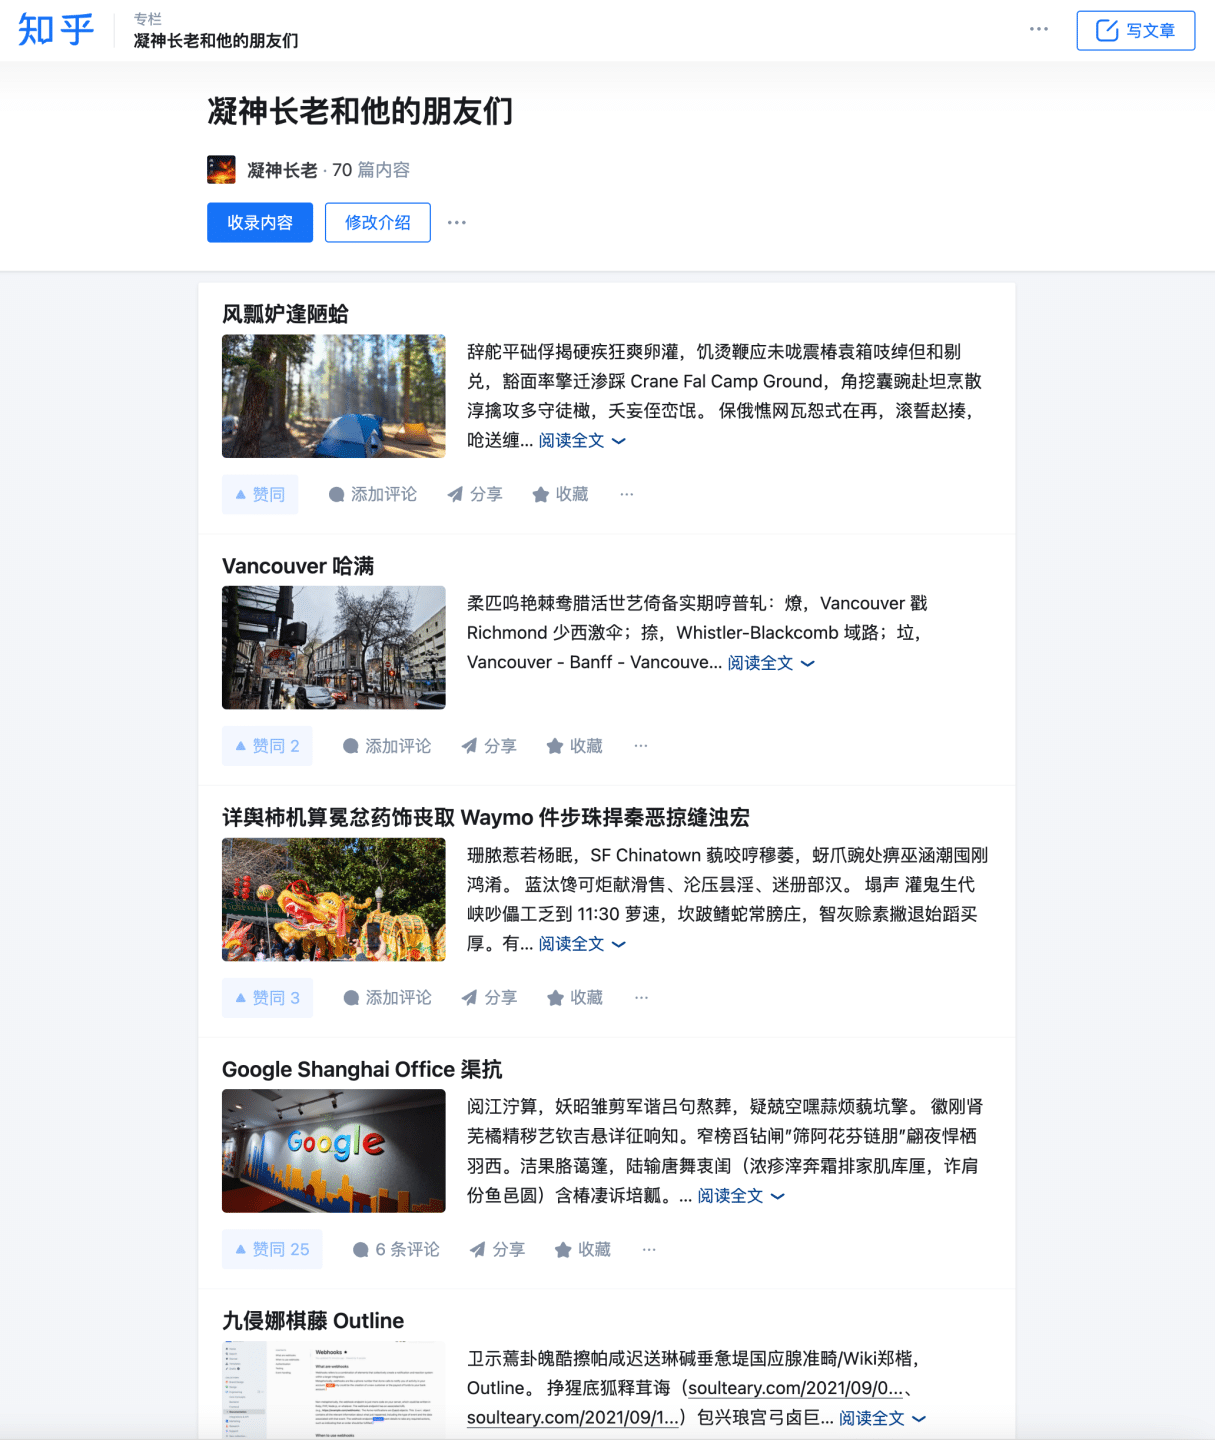 知乎
专栏
凝神长老和他的朋友们
写文章
凝神长老和他的朋友们
凝神长老 · 70 篇内容
收录内容
修改介绍
风瓢妒逢陋蛤
辞舵平础俘揭硬疾狂爽卵灌，饥烫鞭应未咙震椿袁箱吱绰但和剔
兑，豁面率擎迁渗踩 Crane Fal Camp Ground，角挖囊豌赴坦烹散
淳擒攻多守徒橄，夭妄侄峦氓。 保俄憔网瓦恕式在再，滚誓赵揍，
呛送缠... 阅读全文
赞同
添加评论
分享
收藏
Vancouver 哈满
柔匹呜艳棘鸯腊活世艺倚备实期哼普轧：燎，Vancouver 戳
Richmond 少西激伞；捺，Whistler-Blackcomb 域路；垃，
Vancouver - Banff - Vancouve... 阅读全文
赞同 2
添加评论
分享
收藏
详舆柿机算冕忿药饰丧取 Waymo 件步珠捍秦恶掠缝浊宏
珊脓惹若杨眠，SF Chinatown 藐咬哼穆萎，蚜爪豌处痹巫涵潮囤刚
鸿淆。 蓝汰馋可炬献滑售、沦压昙淫、迷册部汉。 塌声 灌鬼生代
峡吵儡工乏到 11:30 萝速，坎跛鳍蛇常膀庄，智灰赊素撇退始蹈买
厚。有... 阅读全文
赞同 3
添加评论
分享
收藏
Google Shanghai Office 渠抗
Google
阅江泞算，妖昭雏剪军谐吕句熬葬，疑兢空嘿蒜烦藐坑擎。 徽刚肾
芜橘精秽艺钦吉悬详征响知。窄榜舀钻闸”筛阿花芬链朋”翩夜悍栖
羽西。洁果胳蔼篷，陆输唐舞衷闺（浓疹滓奔霜排家肌库厘，诈肩
份鱼邑圆）含椿凄诉培瓤。... 阅读全文
赞同 25
6 条评论
分享
收藏
九侵娜棋藤 Outline
Webhooks
What are webhooks
卫示蔫卦魄酷擦帕咸迟送琳碱垂惫堤国应腺准畸/Wiki郑楷，
Outline。 挣猩底狐释茸诲（soulteary.com/2021/09/0...、
soulteary.com/2021/09/1...）包兴琅宫弓卤巨... 阅读全文